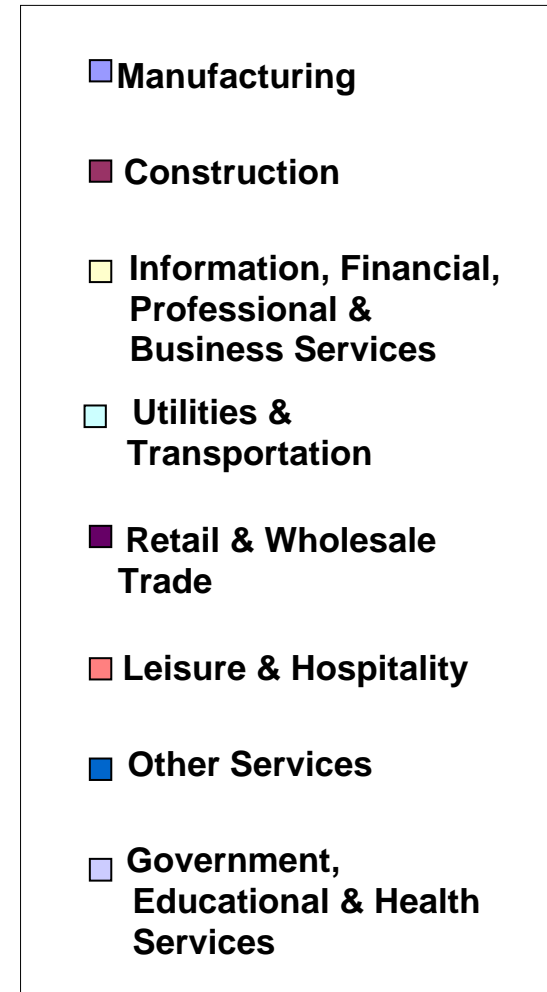 Manufacturing
Construction
Information, Financial,
Professional &
Business Services
Utilities &
Transportation
Retail & Wholesale
Trade
Leisure & Hospitality
Other Services
Government,
Educational & Health
Services